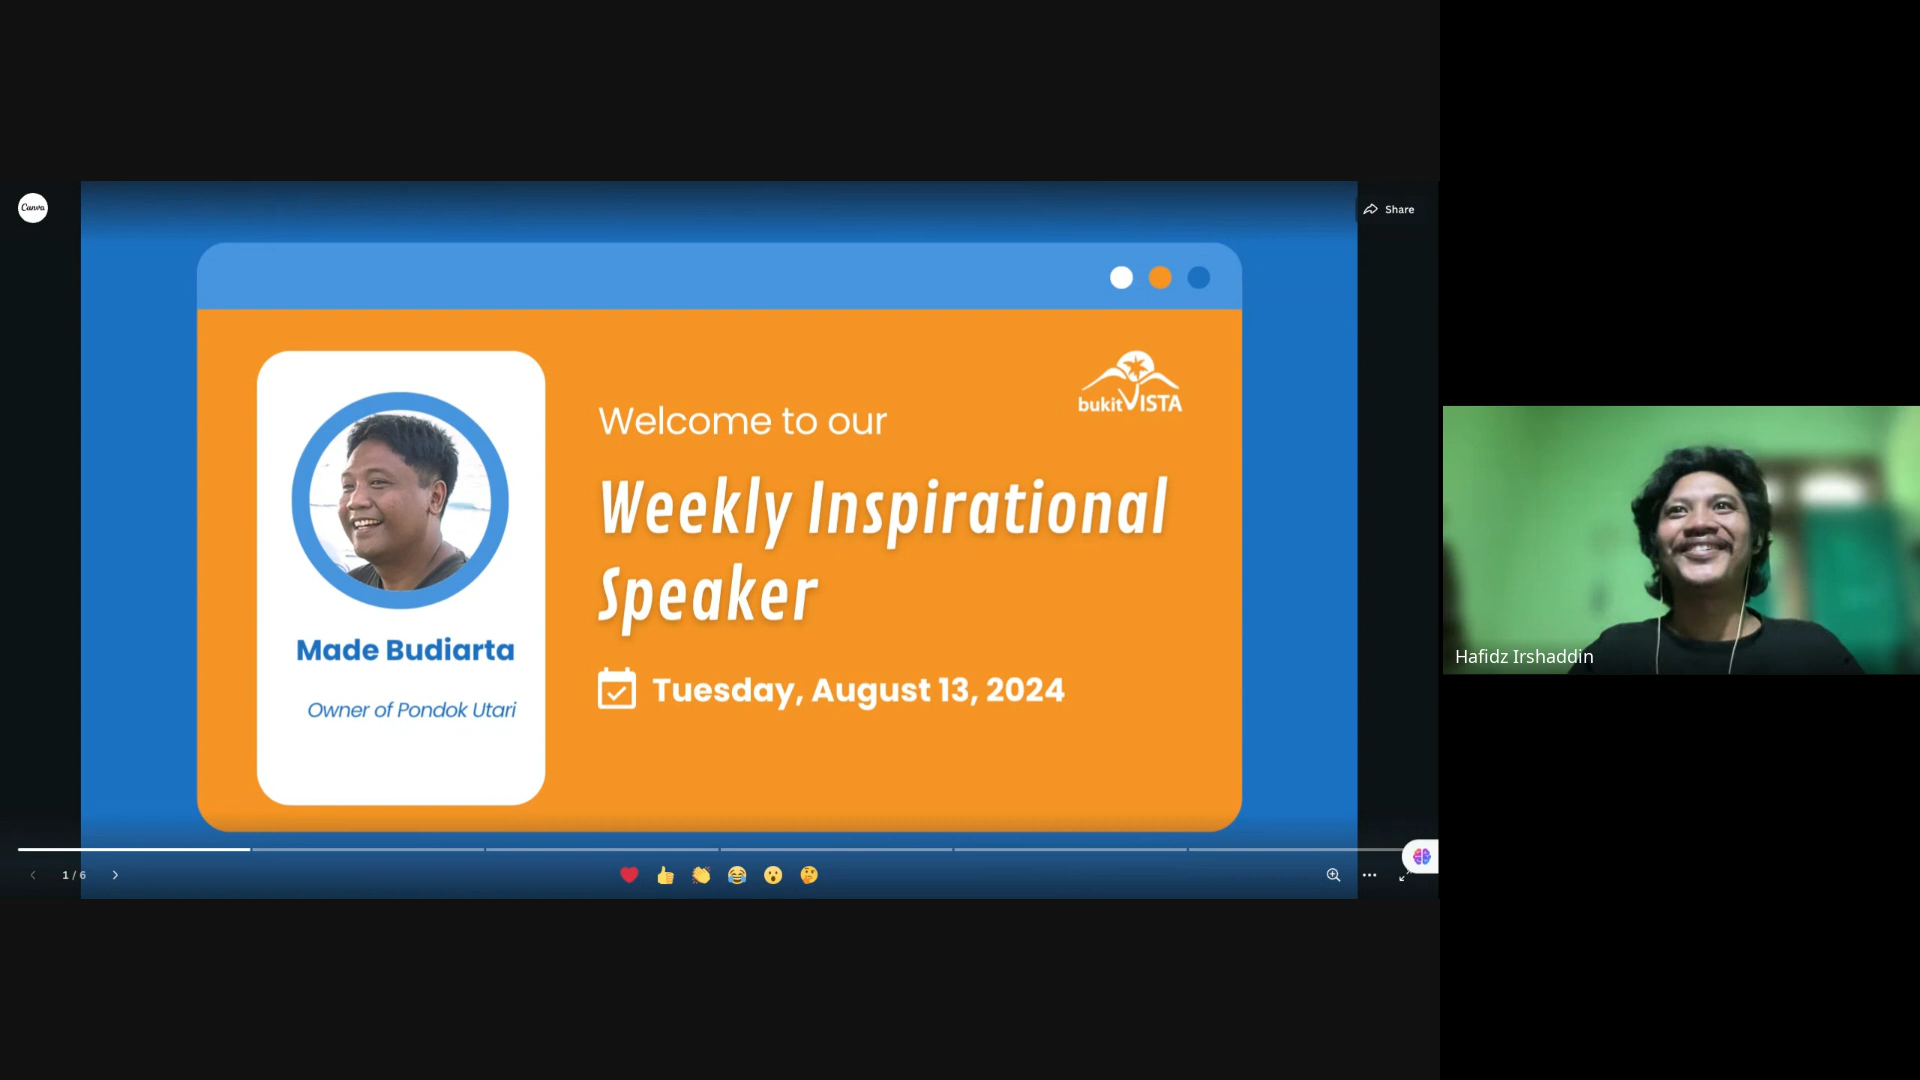 Canva
Share
bukitVISTA
Welcome to our
Weekly Inspirational
Speaker
Made Budiarta
Owner of Pondok Utari
Tuesday, August 13, 2024
Hafidz Irshaddin
1 / 6